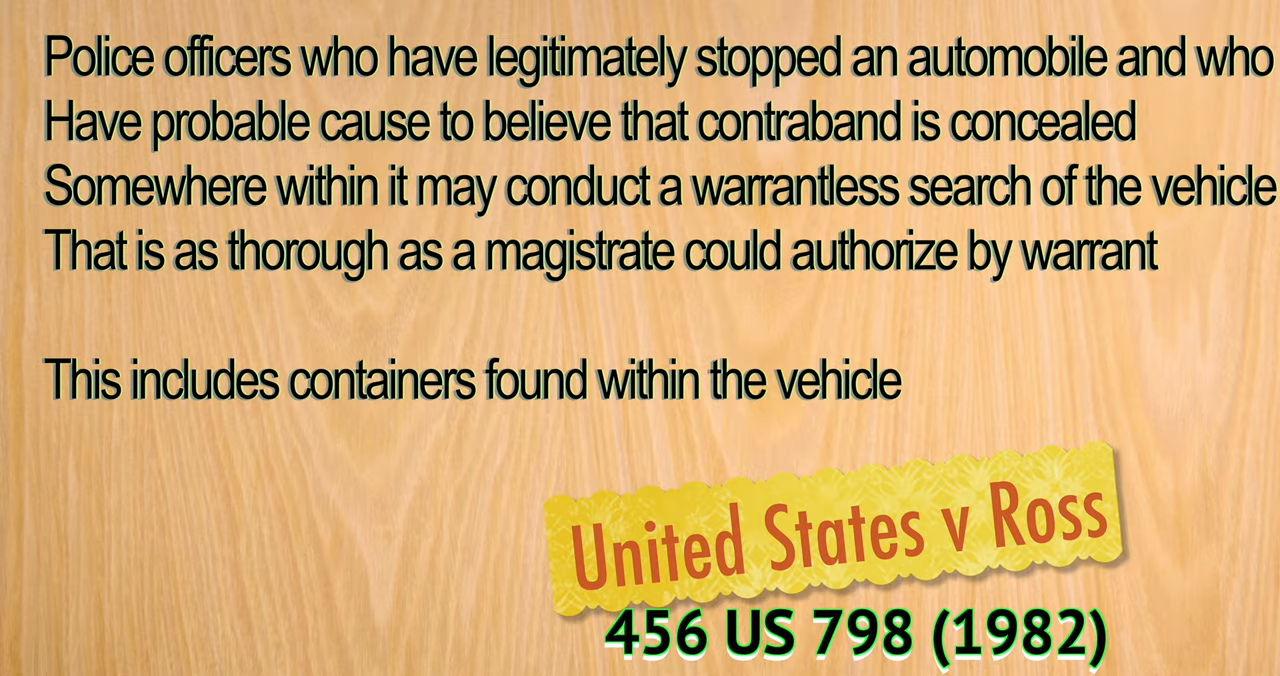 Police officers who have legitimately stopped an automobile and who
Have probable cause to believe that contraband is concealed
Somewhere within it may conduct a warrantless search of the vehicle
That is as thorough as a magistrate could authorize by warrant
This includes containers found within the vehicle
United States v Ross
456 US 798 (1982)